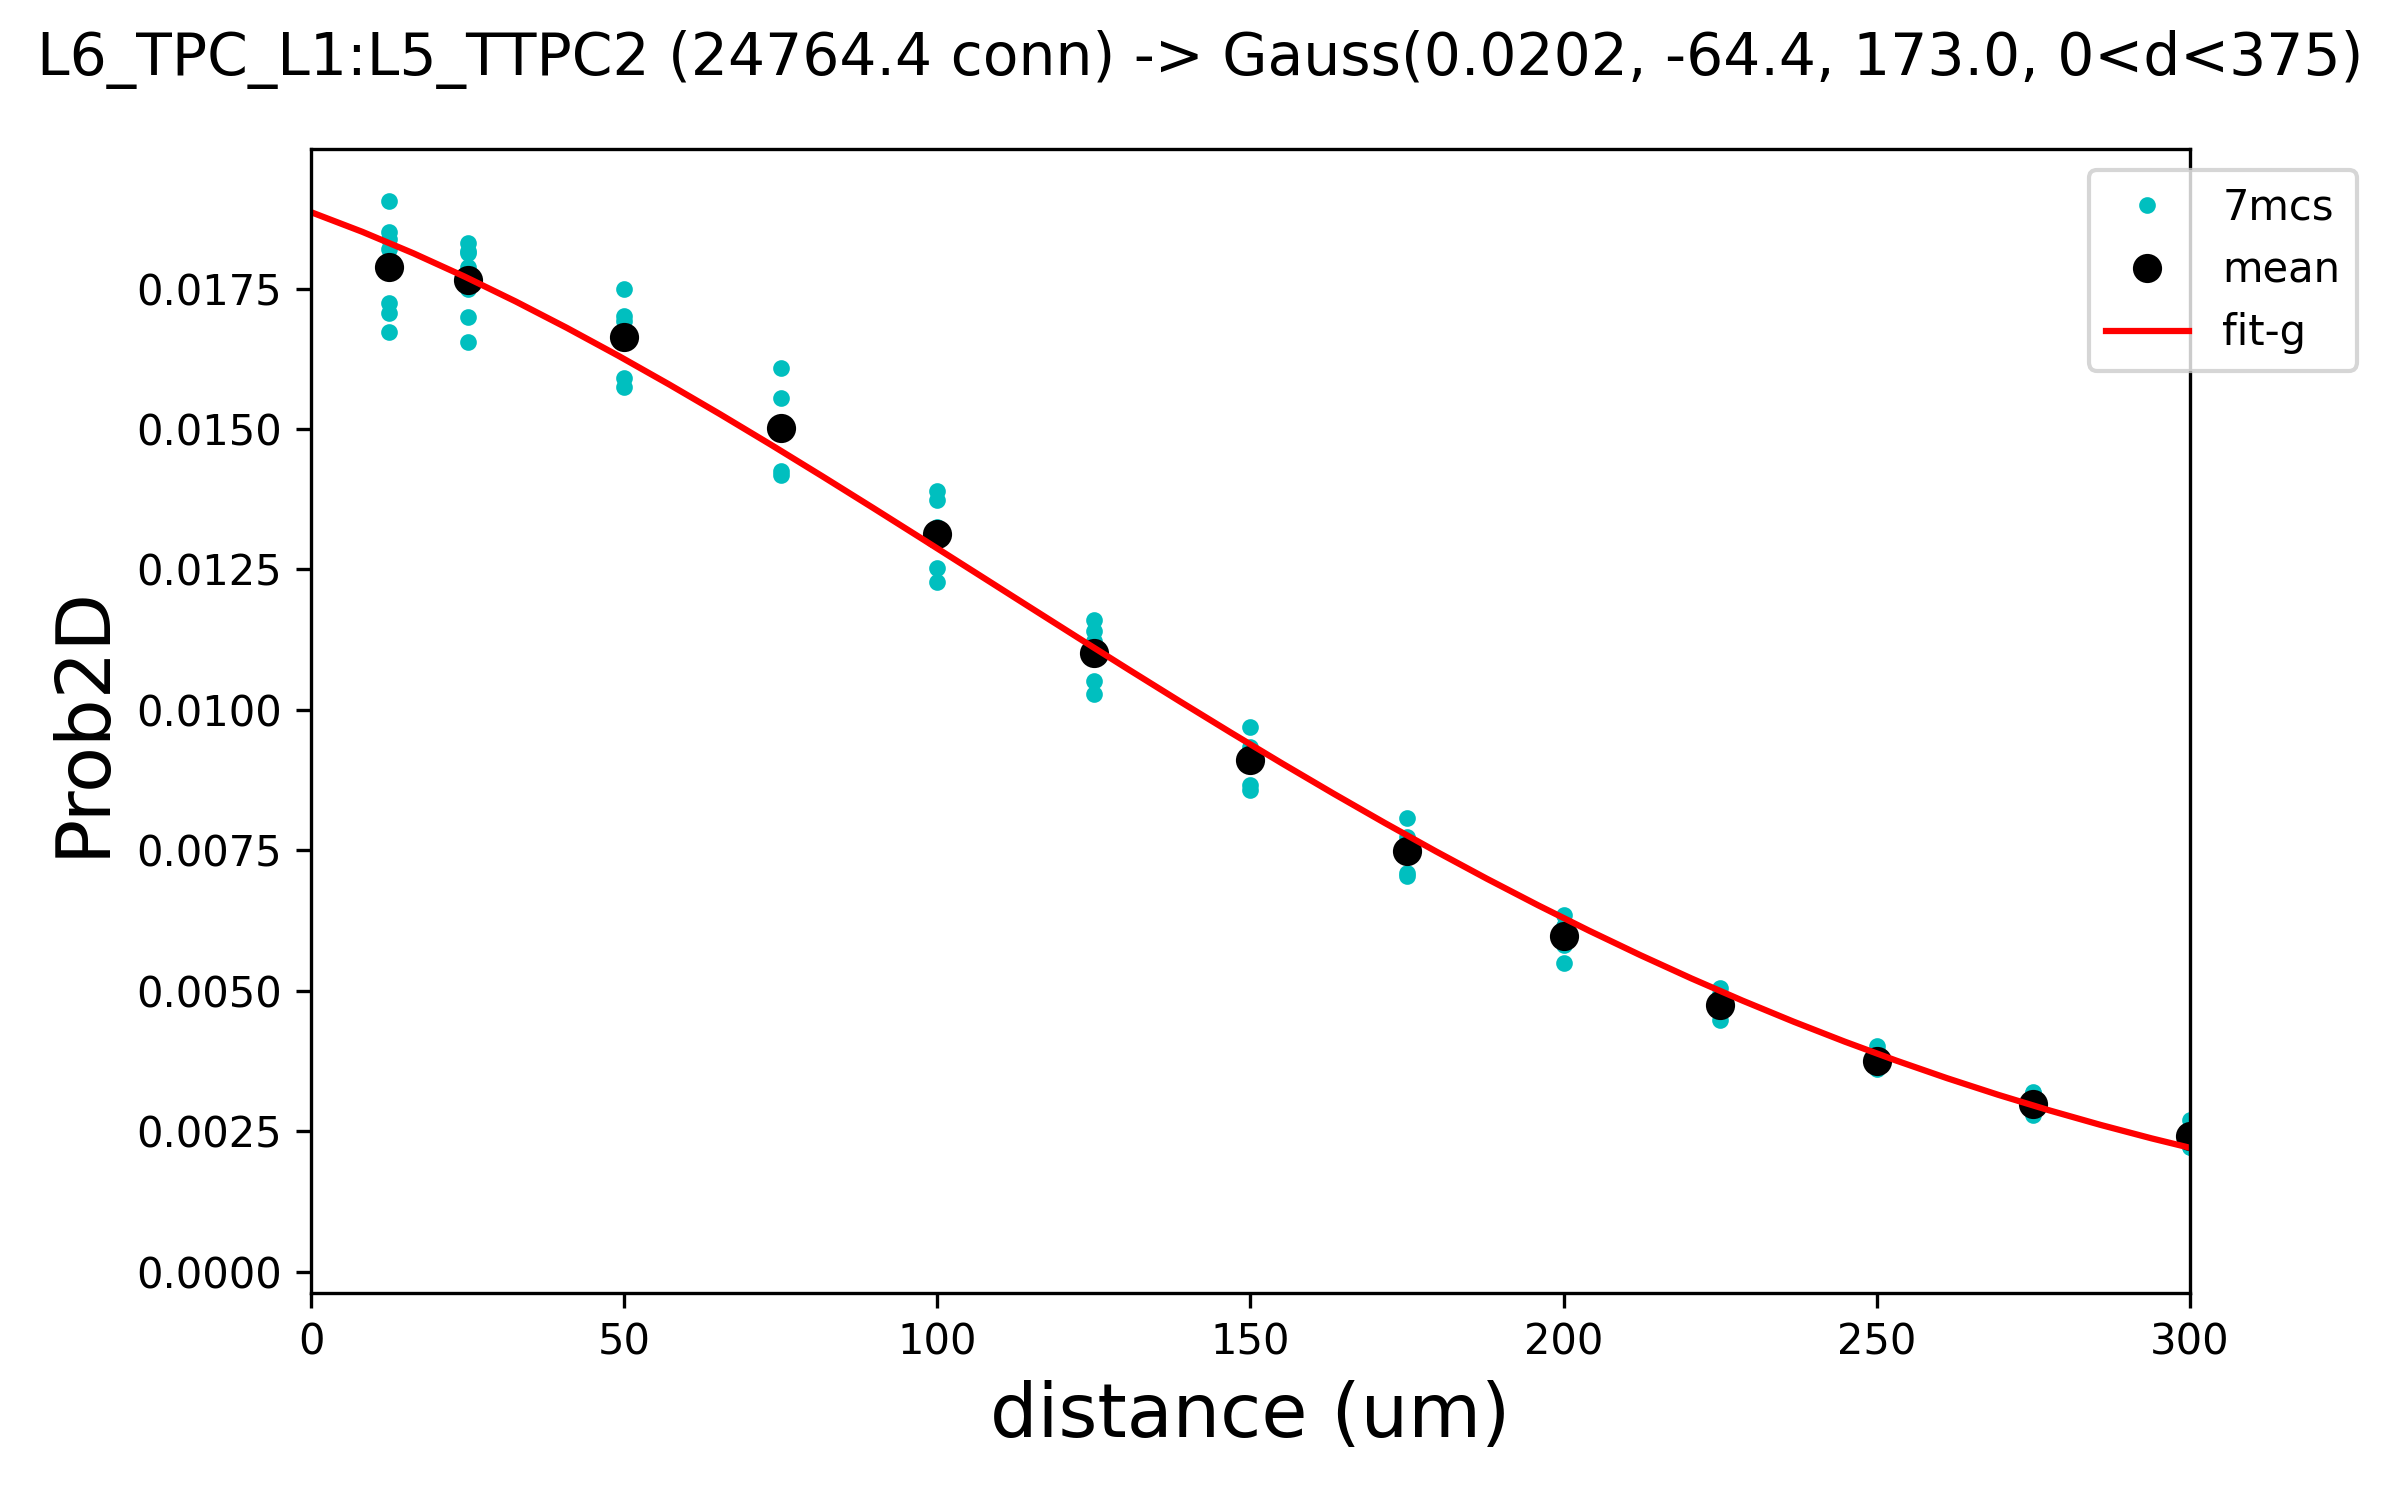 L6_TPC_L1:L5_TTPC2 (24764.4 conn) -> Gauss(0.0202, -64.4, 173.0, 0<d<375)
7mcs
mean
fit-g
0.0175
0.0150
0.0125
0.0100
0.0075
0.0050
0.0025
0.0000
Prob2D
0 50 100 150 200 250 300
distance (um)